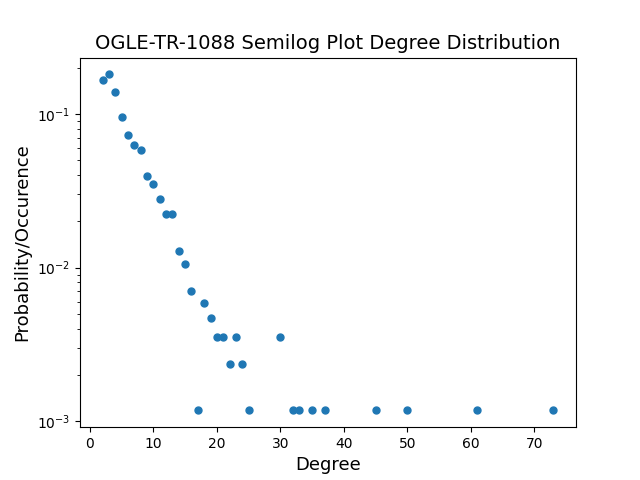 OGLE-TR-1088 Semilog Plot Degree Distribution
Probability/Occurence
10⁻¹
10⁻²
10⁻³
0 10 20 30 40 50 60 70
Degree